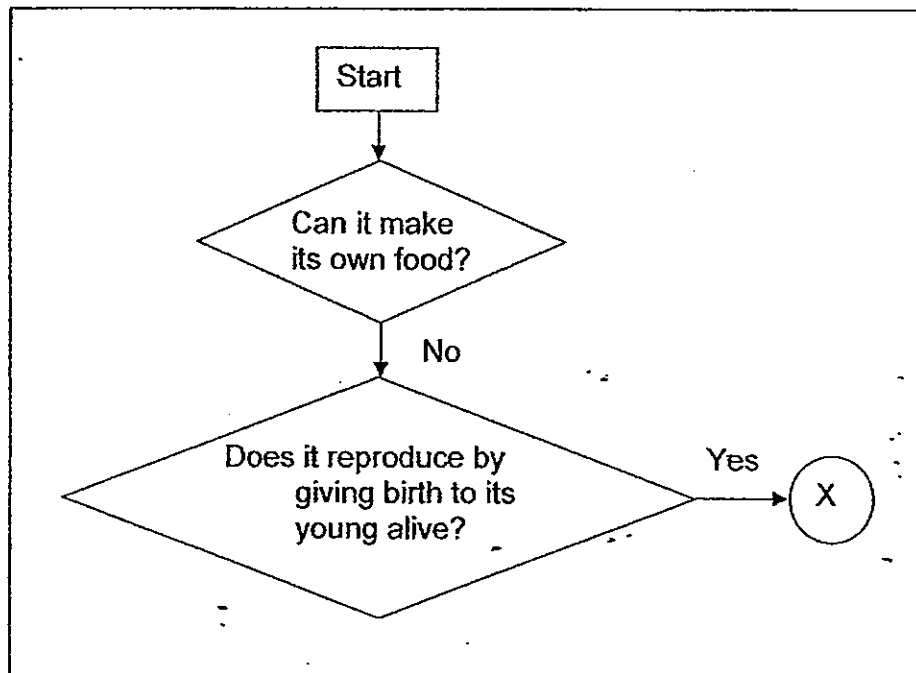 Start
Can it make
its own food?
No
Does it reproduce by
giving birth to its
young alive?
Yes
X